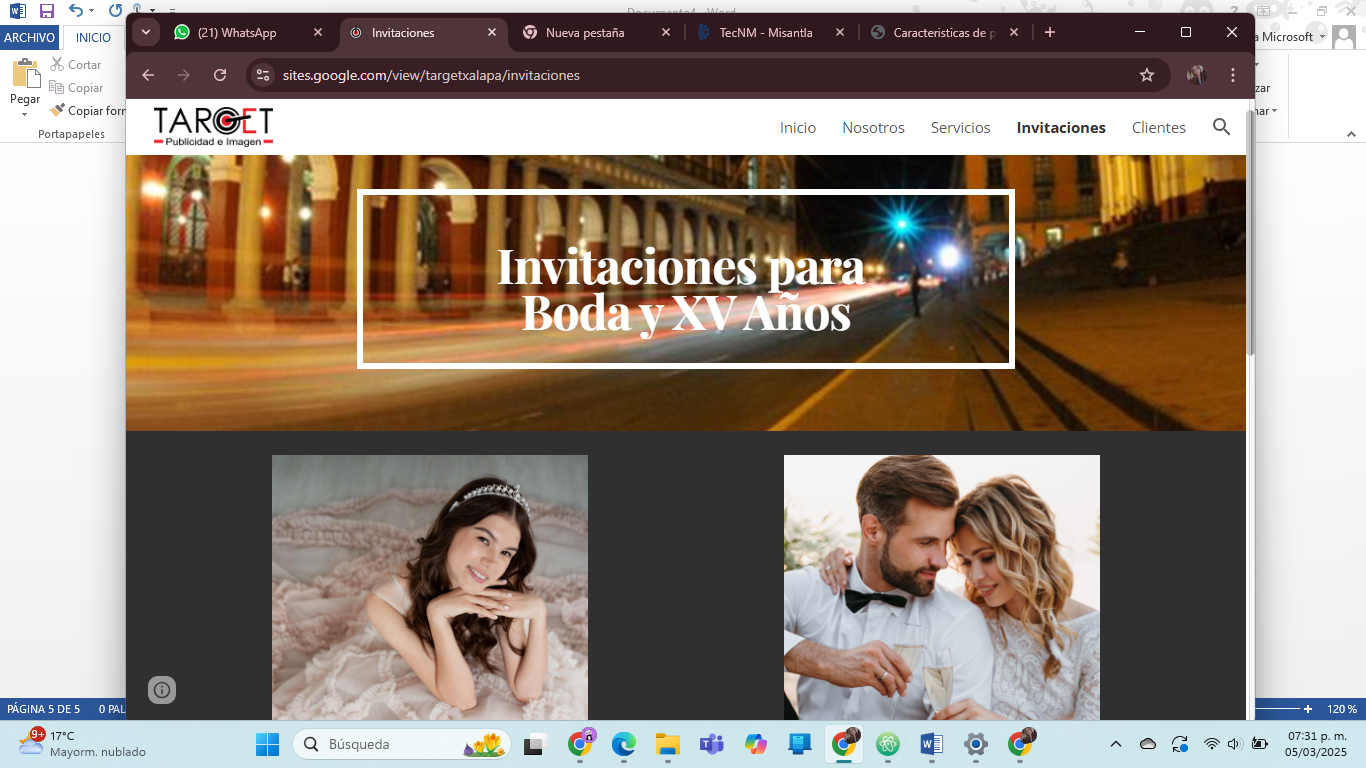 Documento4 - Word
ARCHIVO
INICIO
Microsoft
Pegar
Cortar
Copiar
Copiar form
Portapapeles
(21) WhatsApp
Invitaciones
Nueva pestaña
TecNM - Misantla
Caracteristicas de p
sites.google.com/view/targetxalapa/invitaciones
TARGET
Publicidad e Imagen
Inicio
Nosotros
Servicios
Invitaciones
Clientes
Invitaciones para
Boda y XV Años
PÁGINA 5 DE 5
0 PAL
120 %
9+
17°C
Mayorm. nublado
Búsqueda
07:31 p. m.
05/03/2025